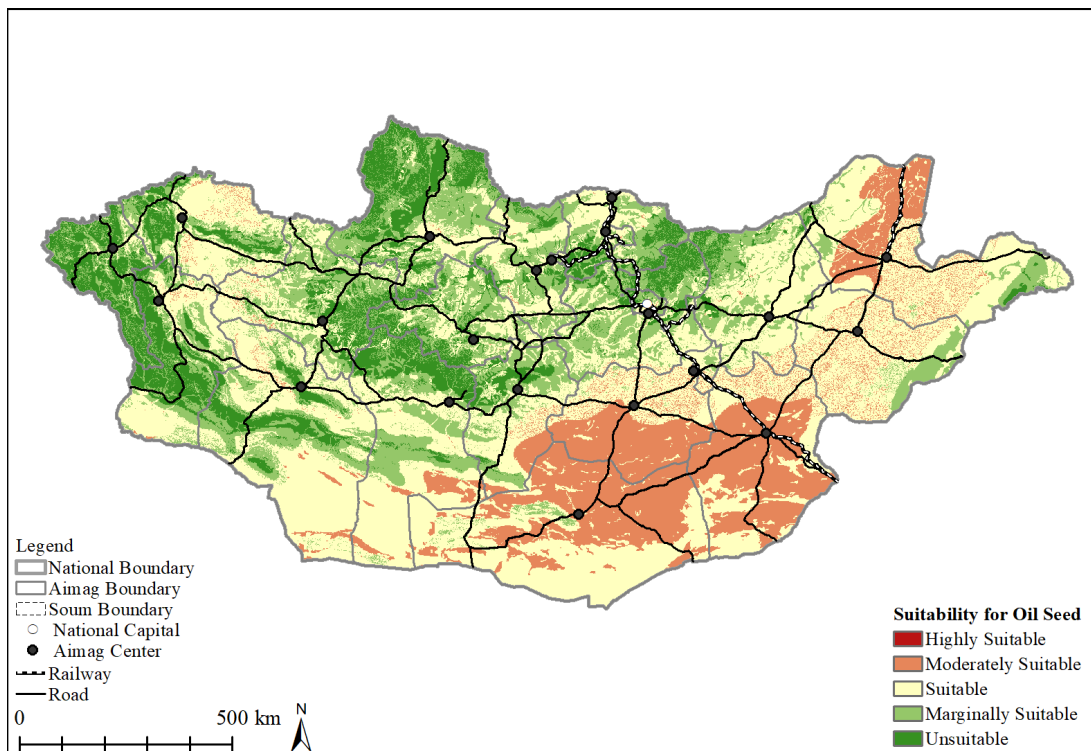 Legend
National Boundary
Aimag Boundary
Soum Boundary
National Capital
Aimag Center
Railway
Road
0 500 km
N
Suitability for Oil Seed
Highly Suitable
Moderately Suitable
Suitable
Marginally Suitable
Unsuitable